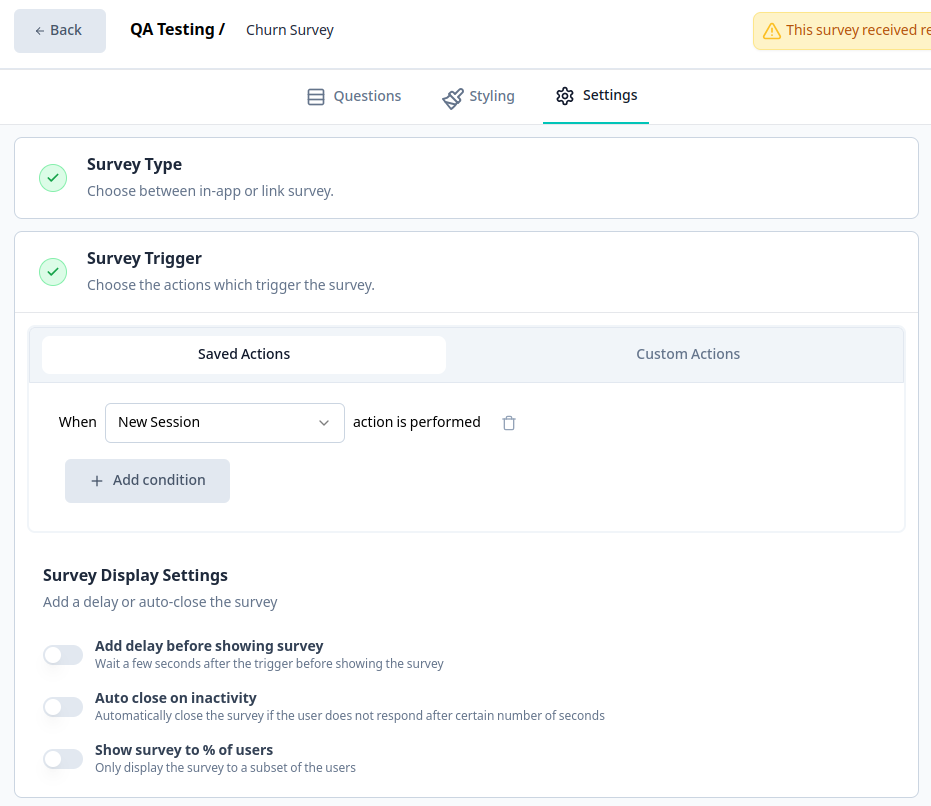 ← Back
QA Testing / Churn Survey
This survey received
Questions
Styling
Settings
Survey Type
Choose between in-app or link survey.
Survey Trigger
Choose the actions which trigger the survey.
Saved Actions
Custom Actions
When New Session action is performed
+ Add condition
Survey Display Settings
Add a delay or auto-close the survey
Add delay before showing survey
Wait a few seconds after the trigger before showing the survey
Auto close on inactivity
Automatically close the survey if the user does not respond after certain number of seconds
Show survey to % of users
Only display the survey to a subset of the users